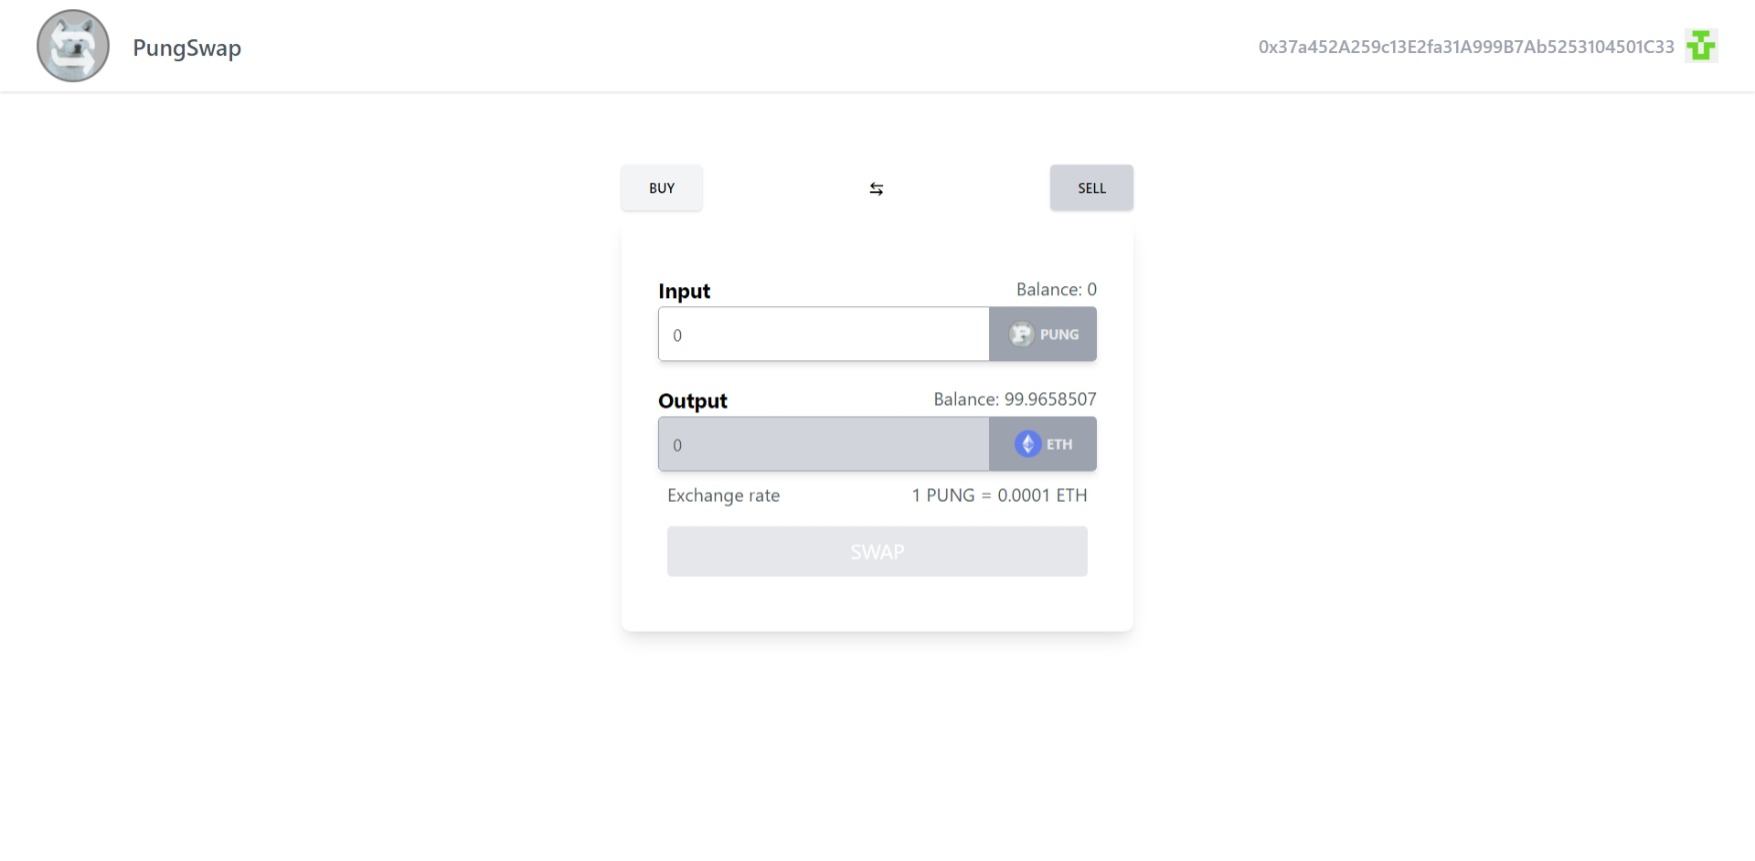 PungSwap
0x37a452A259c13E2fa31A999B7Ab5253104501C33
BUY
SELL
Input
Balance: 0
0
PUNG
Output
Balance: 99.9658507
0
ETH
Exchange rate
1 PUNG = 0.0001 ETH
SWAP